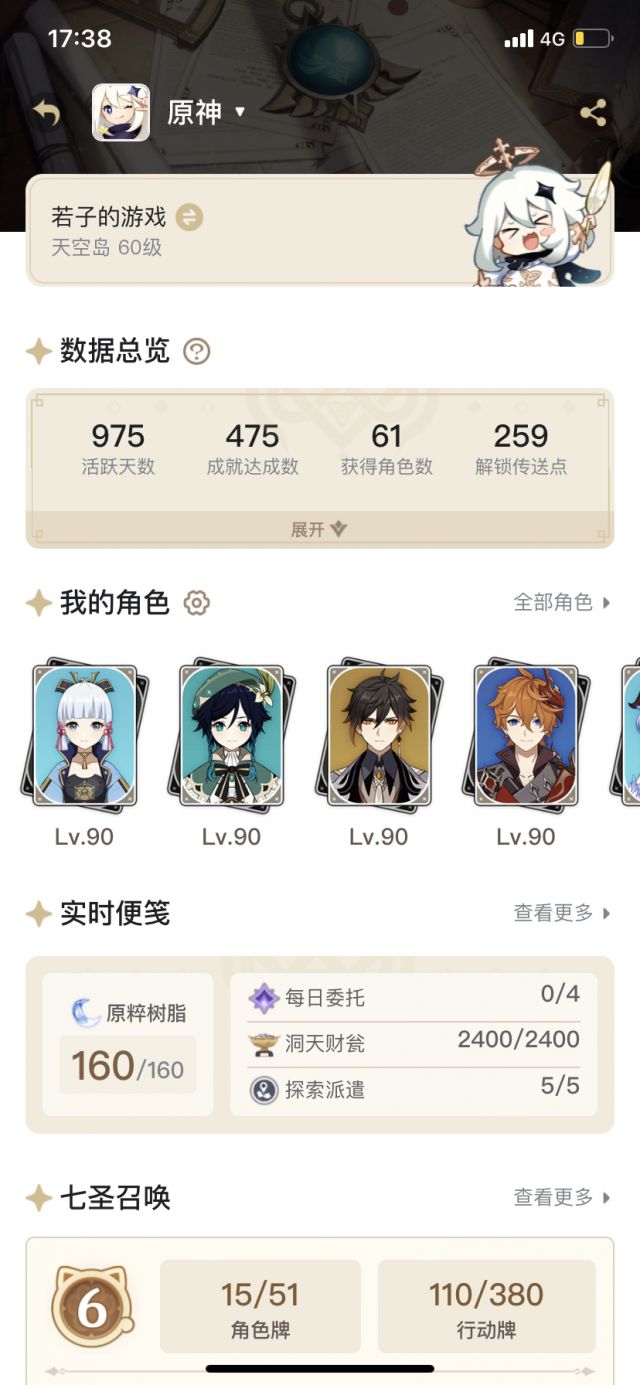 17:38
4G
原神
若子的游戏
天空岛 60级
数据总览
975 475 61 259
活跃天数 成就达成数 获得角色数 解锁传送点
展开
我的角色 全部角色
Lv.90 Lv.90 Lv.90 Lv.90
实时便笺 查看更多
原粹树脂
160/160
每日委托 0/4
洞天财瓮 2400/2400
探索派遣 5/5
七圣召唤 查看更多
6
15/51 110/380
角色牌 行动牌